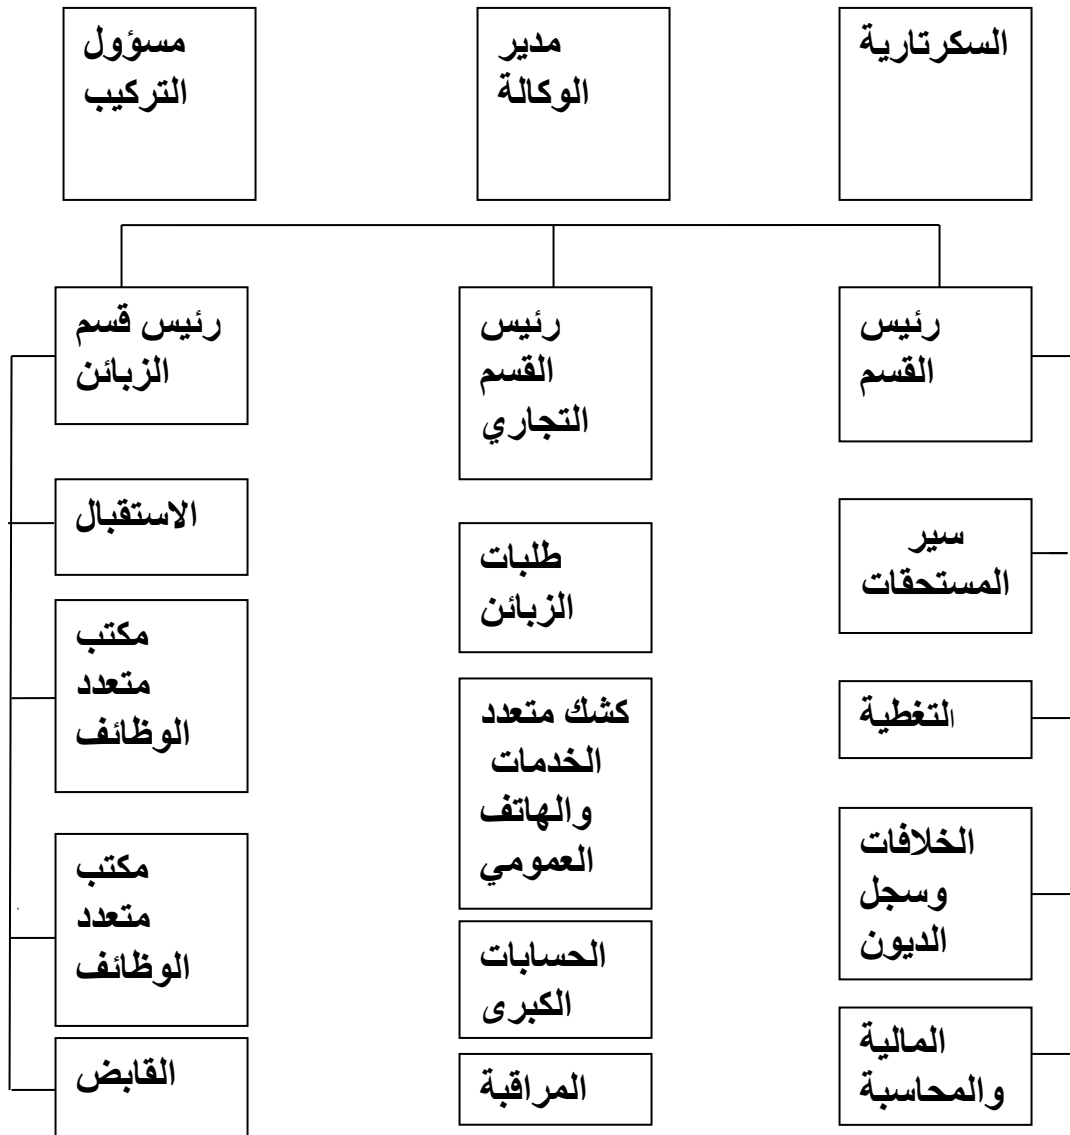 السكرتارية
مدير
الوكالة
مسؤول
التركيب
رئيس
القسم
رئيس
القسم
التجاري
رئيس قسم
الزبائن
سير
المستحقات
طلبات
الزبائن
الاستقبال
التغطية
كشك متعدد
الخدمات
والهاتف
العمومي
مكتب
متعدد
الوظائف
الخلافات
وسجل
الديون
الحسابات
الكبرى
مكتب
متعدد
الوظائف
المالية
والمحاسبة
المراقبة
القابض